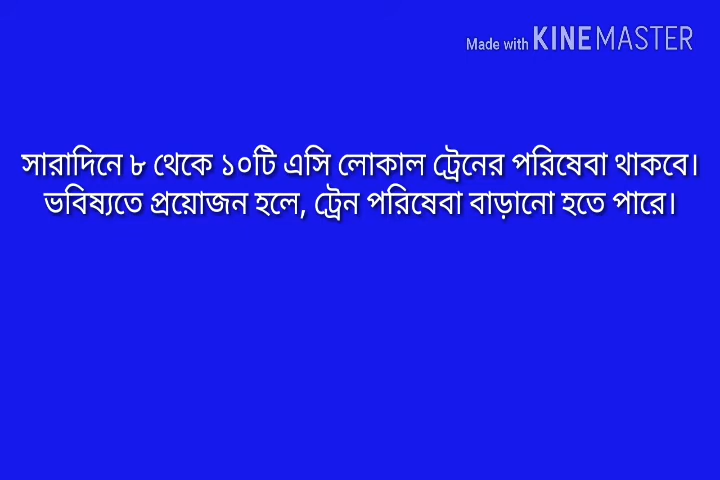 Made with KINEMASTER
সারাদিনে ৮ থেকে ১০টি এসি লোকাল ট্রেনের পরিষেবা থাকবে।
ভবিষ্যতে প্রয়োজন হলে, ট্রেন পরিষেবা বাড়ানো হতে পারে।